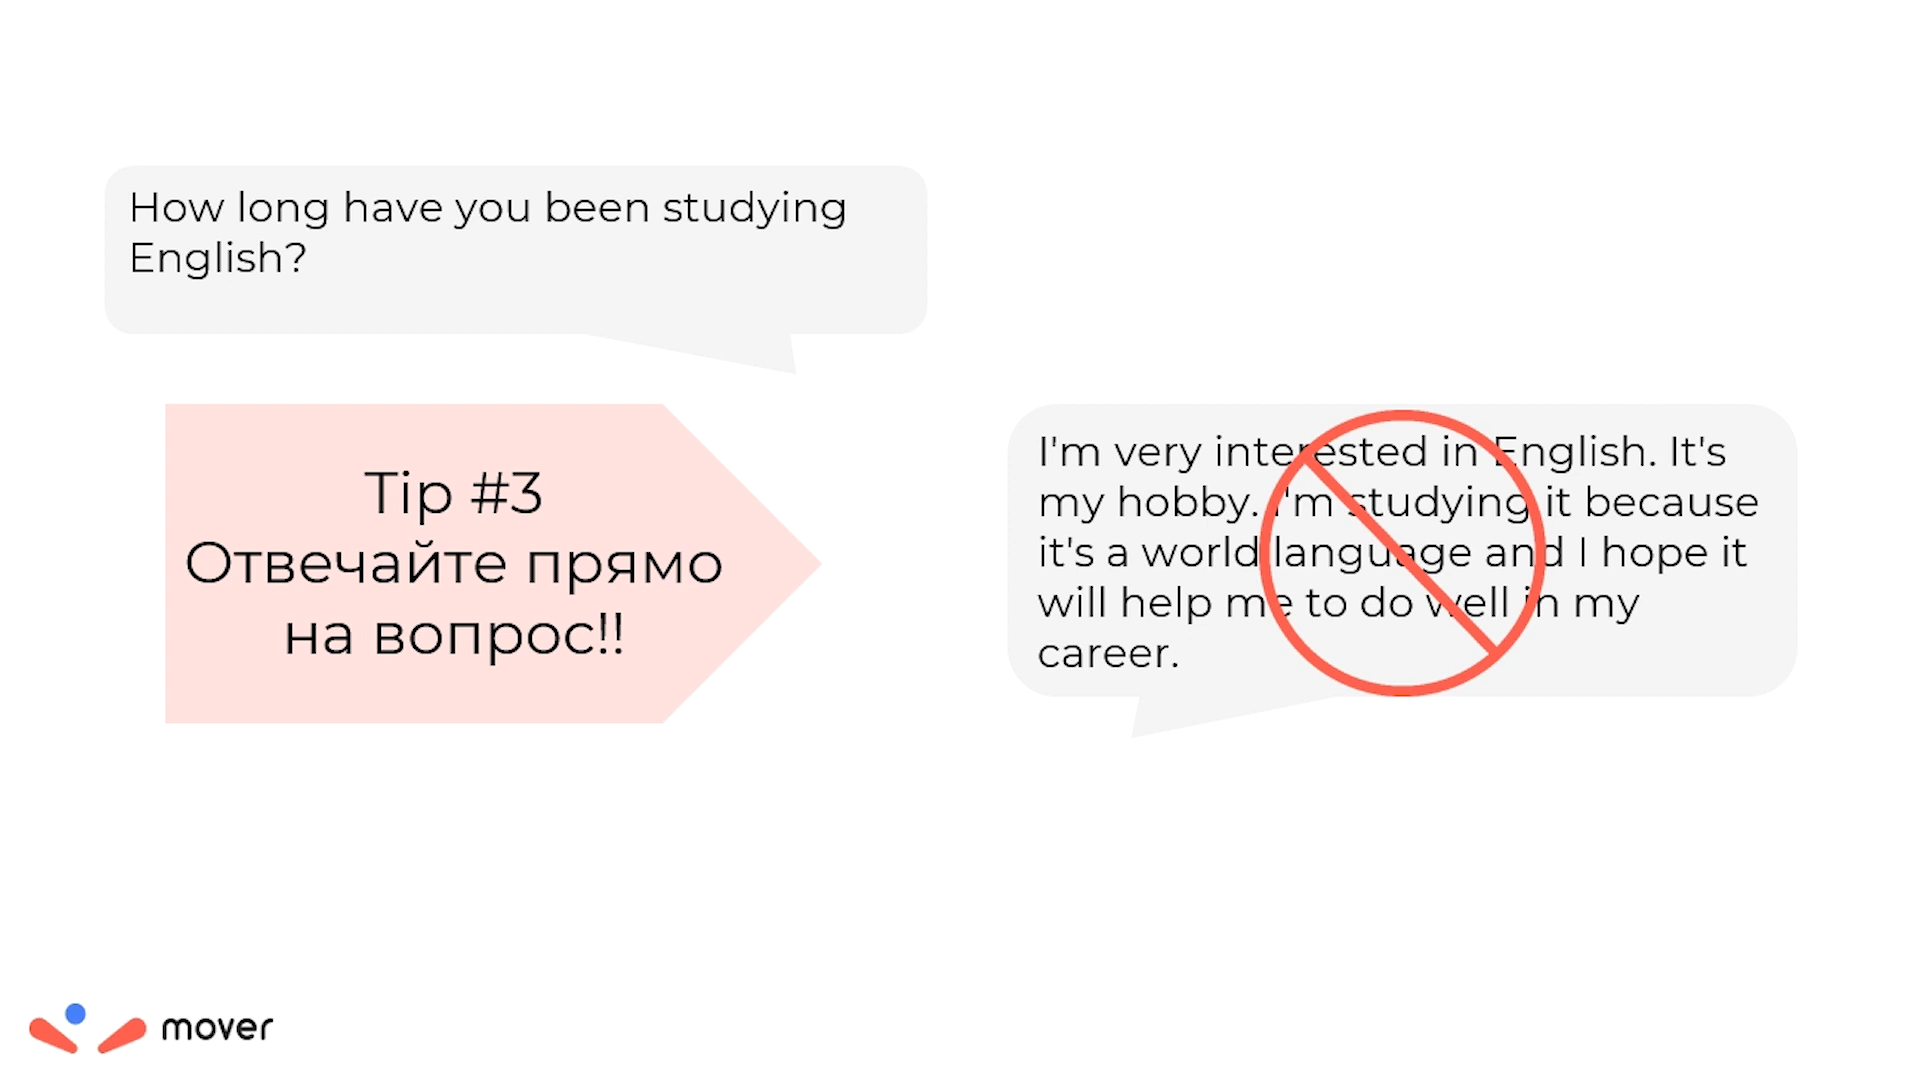 How long have you been studying
English?
Tip #3
Отвечайте прямо
на вопрос!!
I'm very interested in English. It's
my hobby. I'm studying it because
it's a world language and I hope it
will help me to do well in my
career.
mover